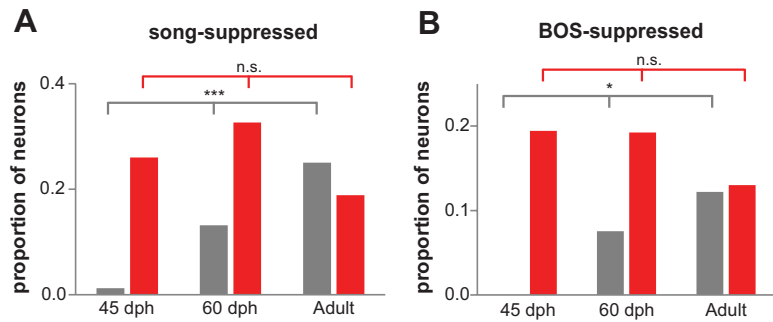 A
song-suppressed
n.s.
***
proportion of neurons
0.4
0.2
0.0
45 dph
60 dph
Adult
B
BOS-suppressed
n.s.
*
proportion of neurons
0.2
0.1
0.0
45 dph
60 dph
Adult